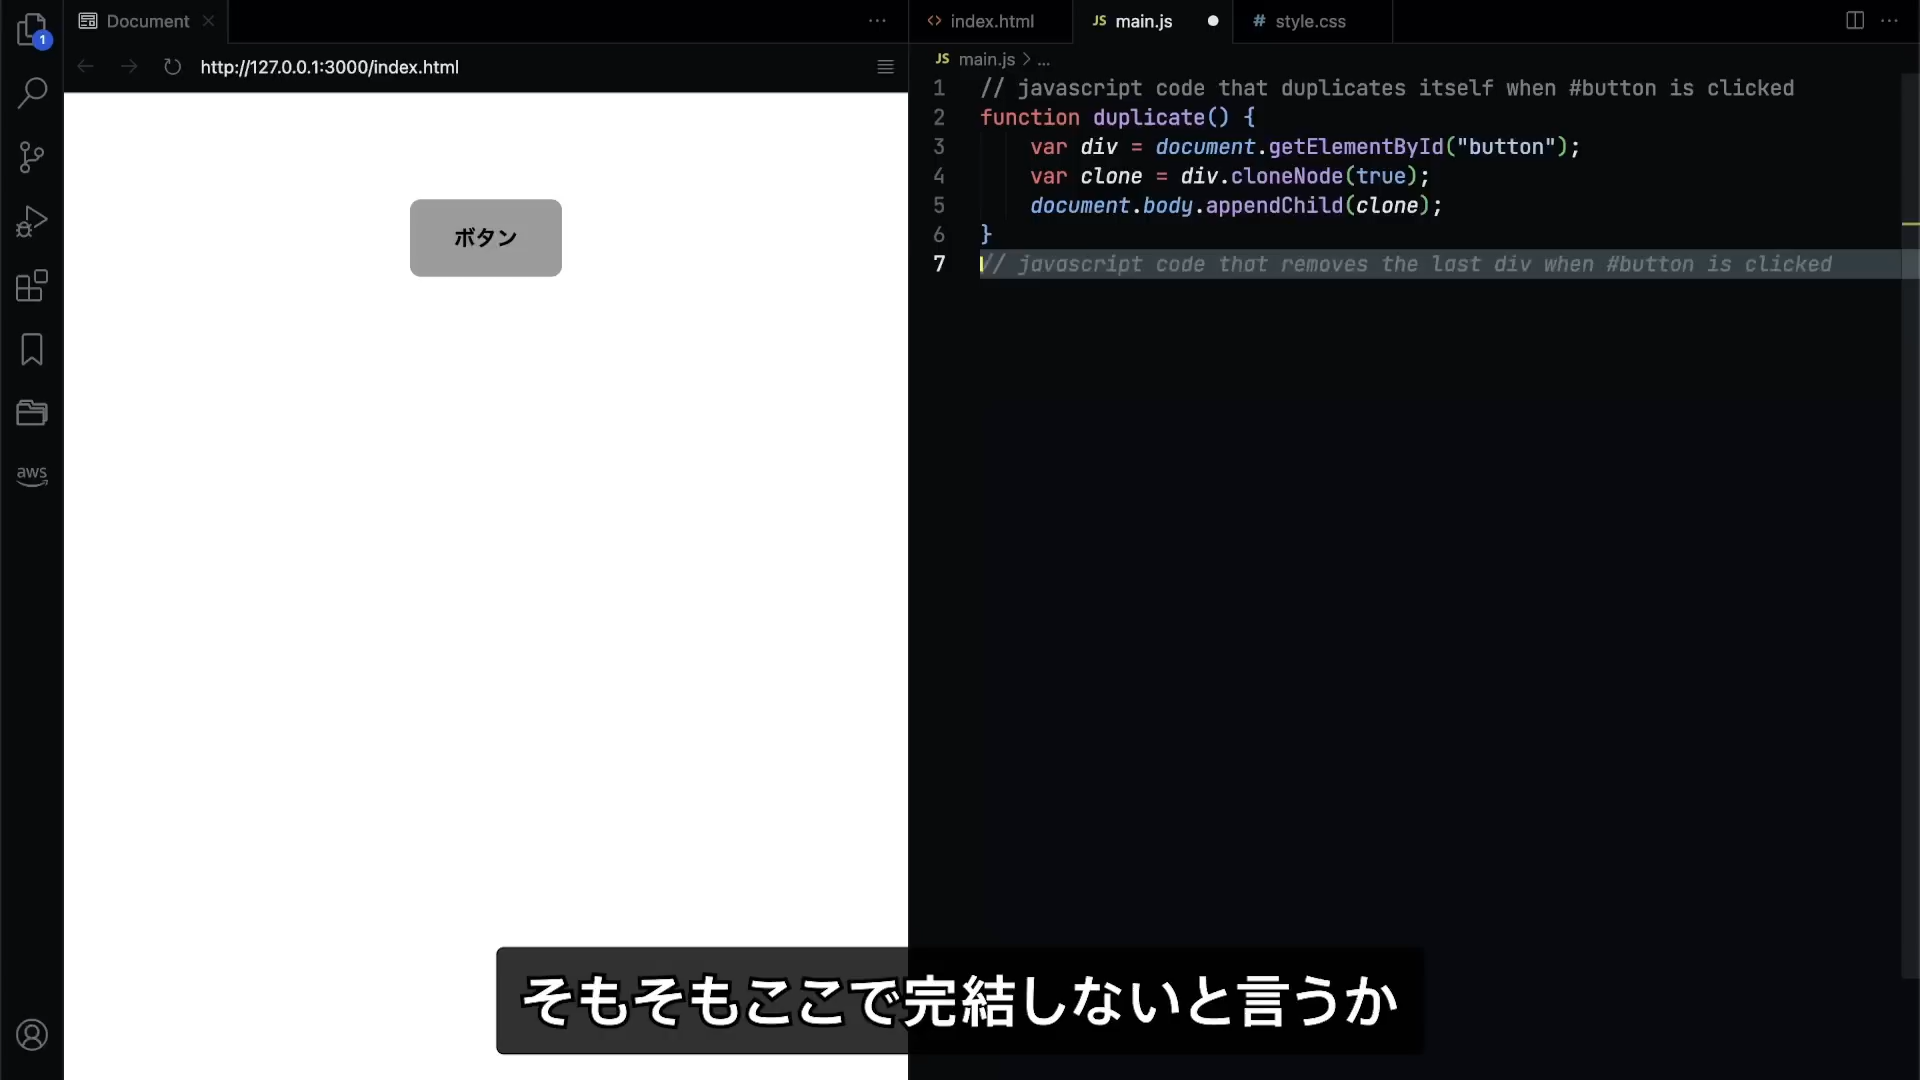 1
Document
http://127.0.0.1:3000/index.html
ボタン
aws
index.html
JS main.js
# style.css
JS main.js > ...
1 // javascript code that duplicates itself when #button is clicked
2 function duplicate() {
3 var div = document.getElementById("button");
4 var clone = div.cloneNode(true);
5 document.body.appendChild(clone);
6 }
7 // javascript code that removes the last div when #button is clicked
そもそもここで完結しないと言うか